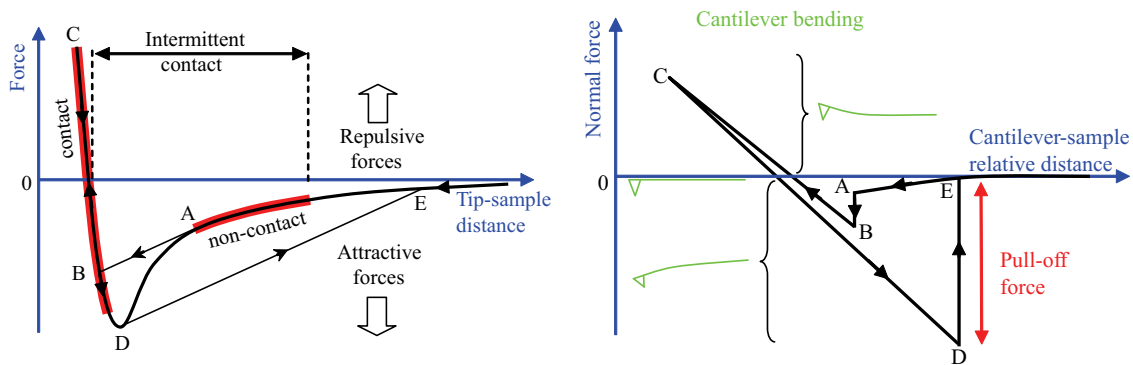 C
Force
Intermittent
contact
contact
Repulsive
forces
0
A
non-contact
E
Tip-sample
distance
B
Attractive
forces
D
Cantilever bending
Normal force
C
Cantilever-sample
relative distance
0
A
E
B
Pull-off
force
D